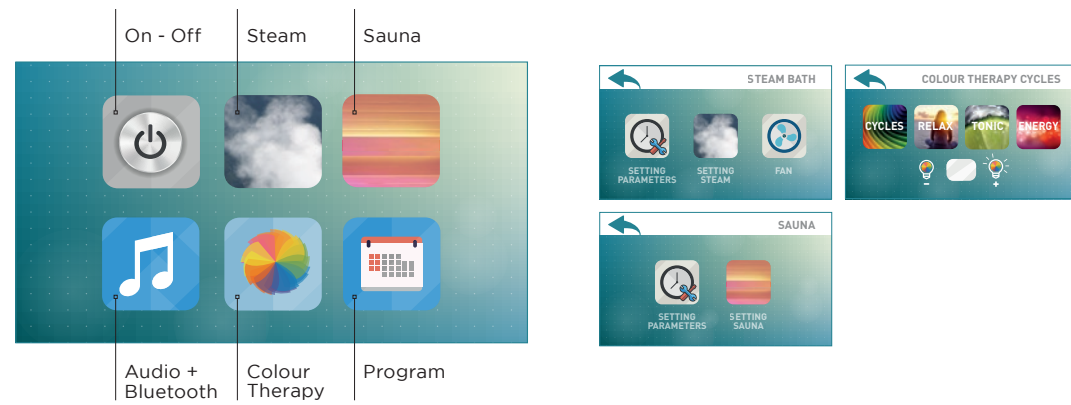 On - Off
Steam
Sauna
Audio +
Bluetooth
Colour
Therapy
Program
STEAM BATH
SETTING
PARAMETERS
SETTING
STEAM
FAN
COLOUR THERAPY CYCLES
CYCLES
RELAX
TONIC
ENERGY
-
+
SAUNA
SETTING
PARAMETERS
SETTING
SAUNA